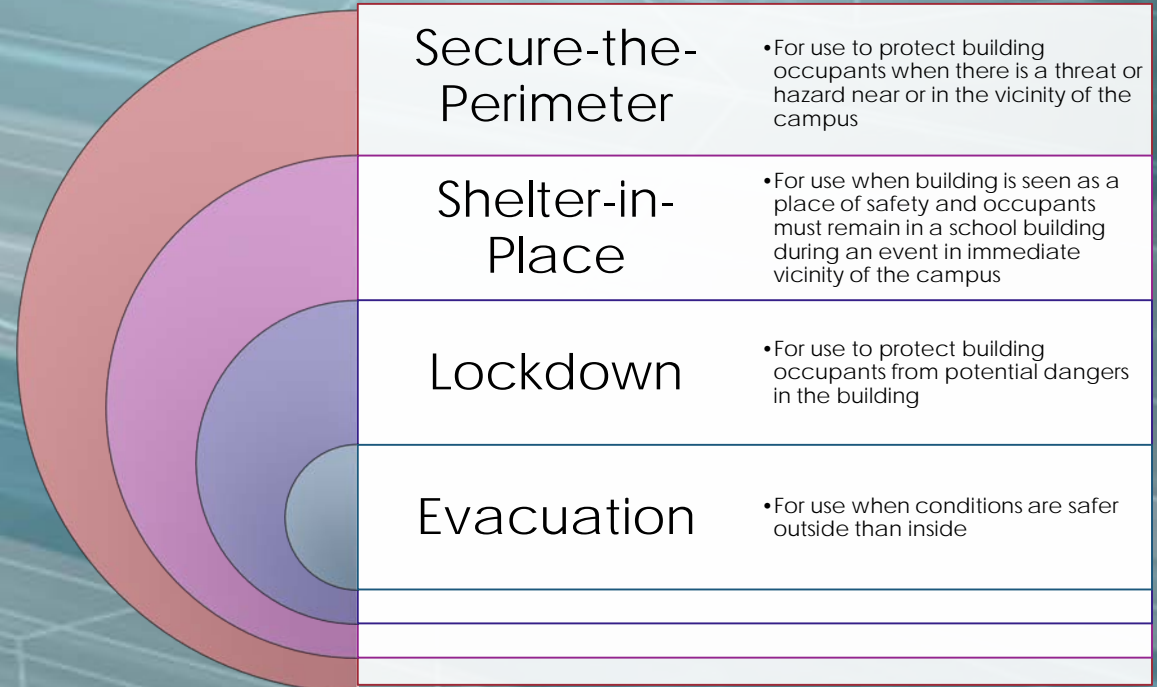 Secure-the-
Perimeter
•For use to protect building
occupants when there is a threat or
hazard near or in the vicinity of the
campus
Shelter-in-
Place
•For use when building is seen as a
place of safety and occupants
must remain in a school building
during an event in immediate
vicinity of the campus
Lockdown
•For use to protect building
occupants from potential dangers
in the building
Evacuation
•For use when conditions are safer
outside than inside